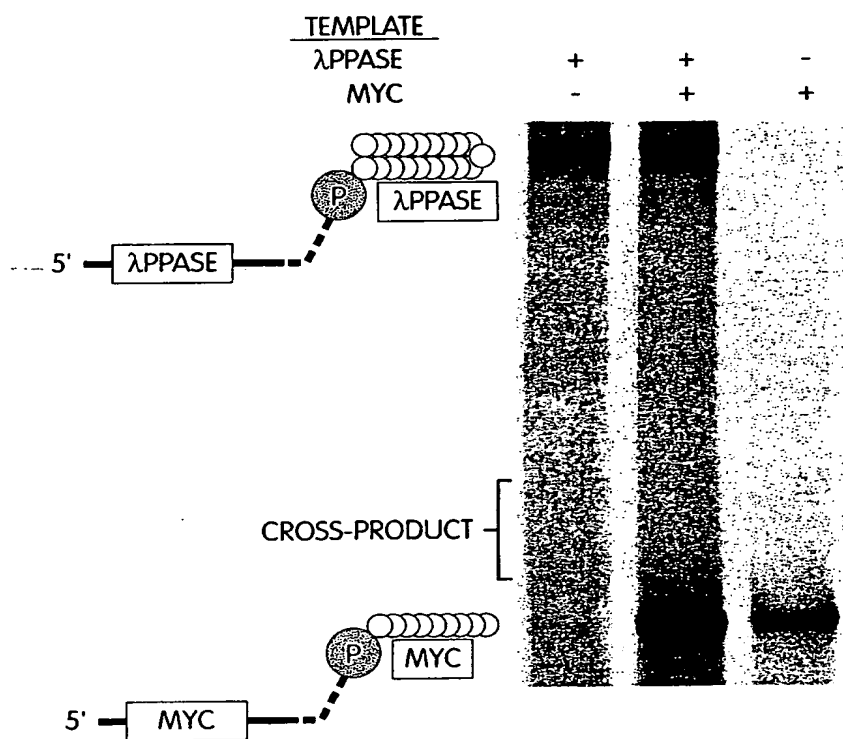 TEMPLATE
λPPASE + + -
MYC - + +
P
λPPASE
5' λPPASE
CROSS-PRODUCT
P
MYC
5' MYC